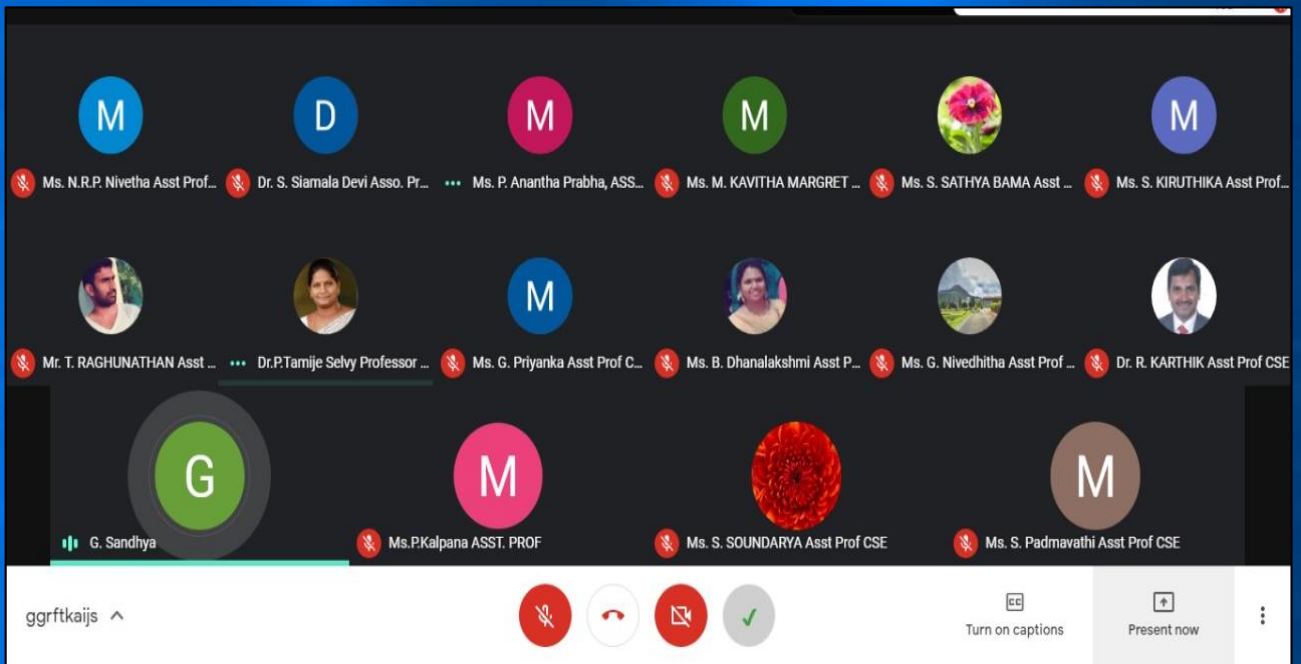 M D M M M
Ms. N.R.P. Nivetha Asst Prof... Dr. S. Siamala Devi Asso. Pr... Ms. P. Anantha Prabha, ASS... Ms. M. KAVITHA MARGRET ... Ms. S. SATHYA BAMA Asst ... Ms. S. KIRUTHIKA Asst Prof...
M
Mr. T. RAGHUNATHAN Asst ... Dr.P.Tamije Selvy Professor ... Ms. G. Priyanka Asst Prof C... Ms. B. Dhanalakshmi Asst P... Ms. G. Nivedhitha Asst Prof ... Dr. R. KARTHIK Asst Prof CSE
G M M
G. Sandhya Ms.P.Kalpana ASST. PROF Ms. S. SOUNDARYA Asst Prof CSE Ms. S. Padmavathi Asst Prof CSE
ggrftkaijs CC
Turn on captions Present now